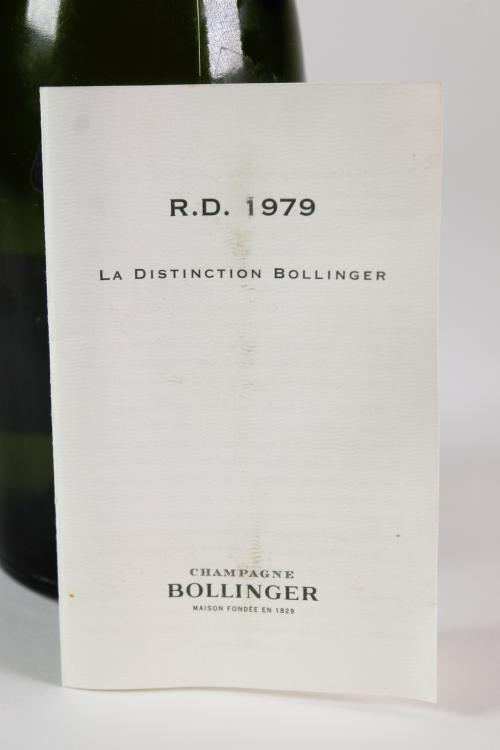 R.D. 1979
LA DISTINCTION BOLLINGER
CHAMPAGNE
BOLLINGER
MAISON FONDÉE EN 1829